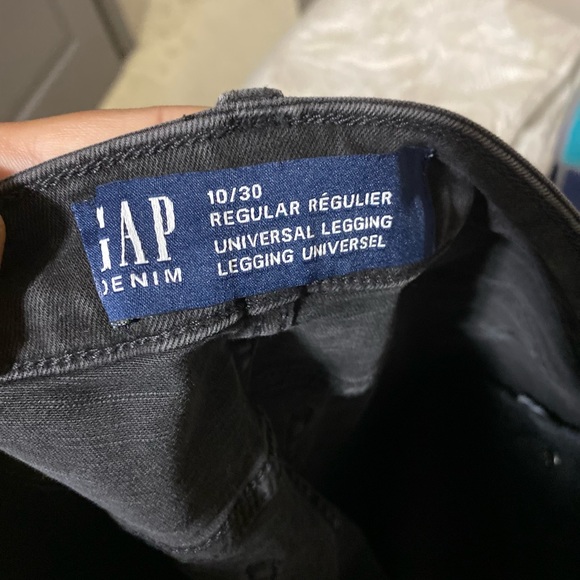 GAP
DENIM
10/30
REGULAR RÉGULIER
UNIVERSAL LEGGING
LEGGING UNIVERSEL